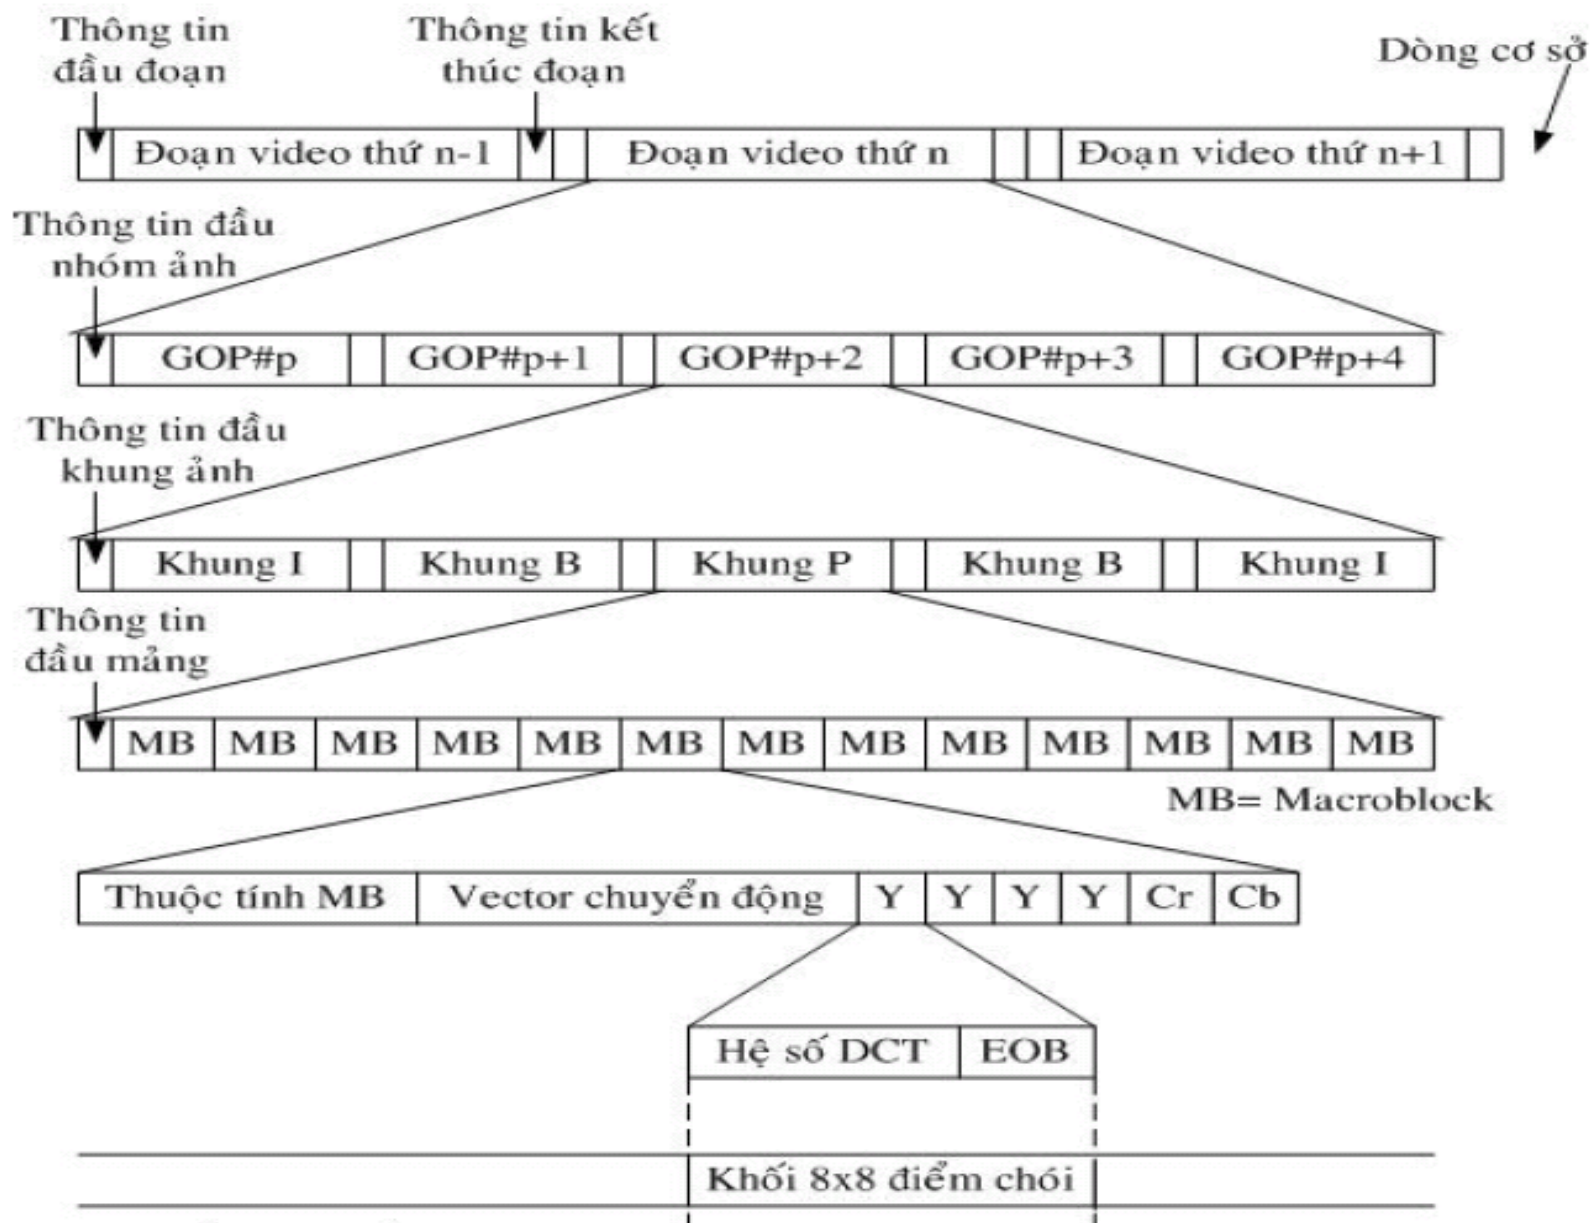 Thông tin
đầu đoạn
Thông tin kết
thúc đoạn
Dòng cơ sở
Đoạn video thứ n-1
Đoạn video thứ n
Đoạn video thứ n+1
Thông tin đầu
nhóm ảnh
GOP#p
GOP#p+1
GOP#p+2
GOP#p+3
GOP#p+4
Thông tin đầu
khung ảnh
Khung I
Khung B
Khung P
Khung B
Khung I
Thông tin
đầu mảng
MB MB MB MB MB MB MB MB MB MB MB MB MB
MB= Macroblock
Thuộc tính MB
Vector chuyển động
Y Y Y Y Cr Cb
Hệ số DCT
EOB
Khối 8x8 điểm chói